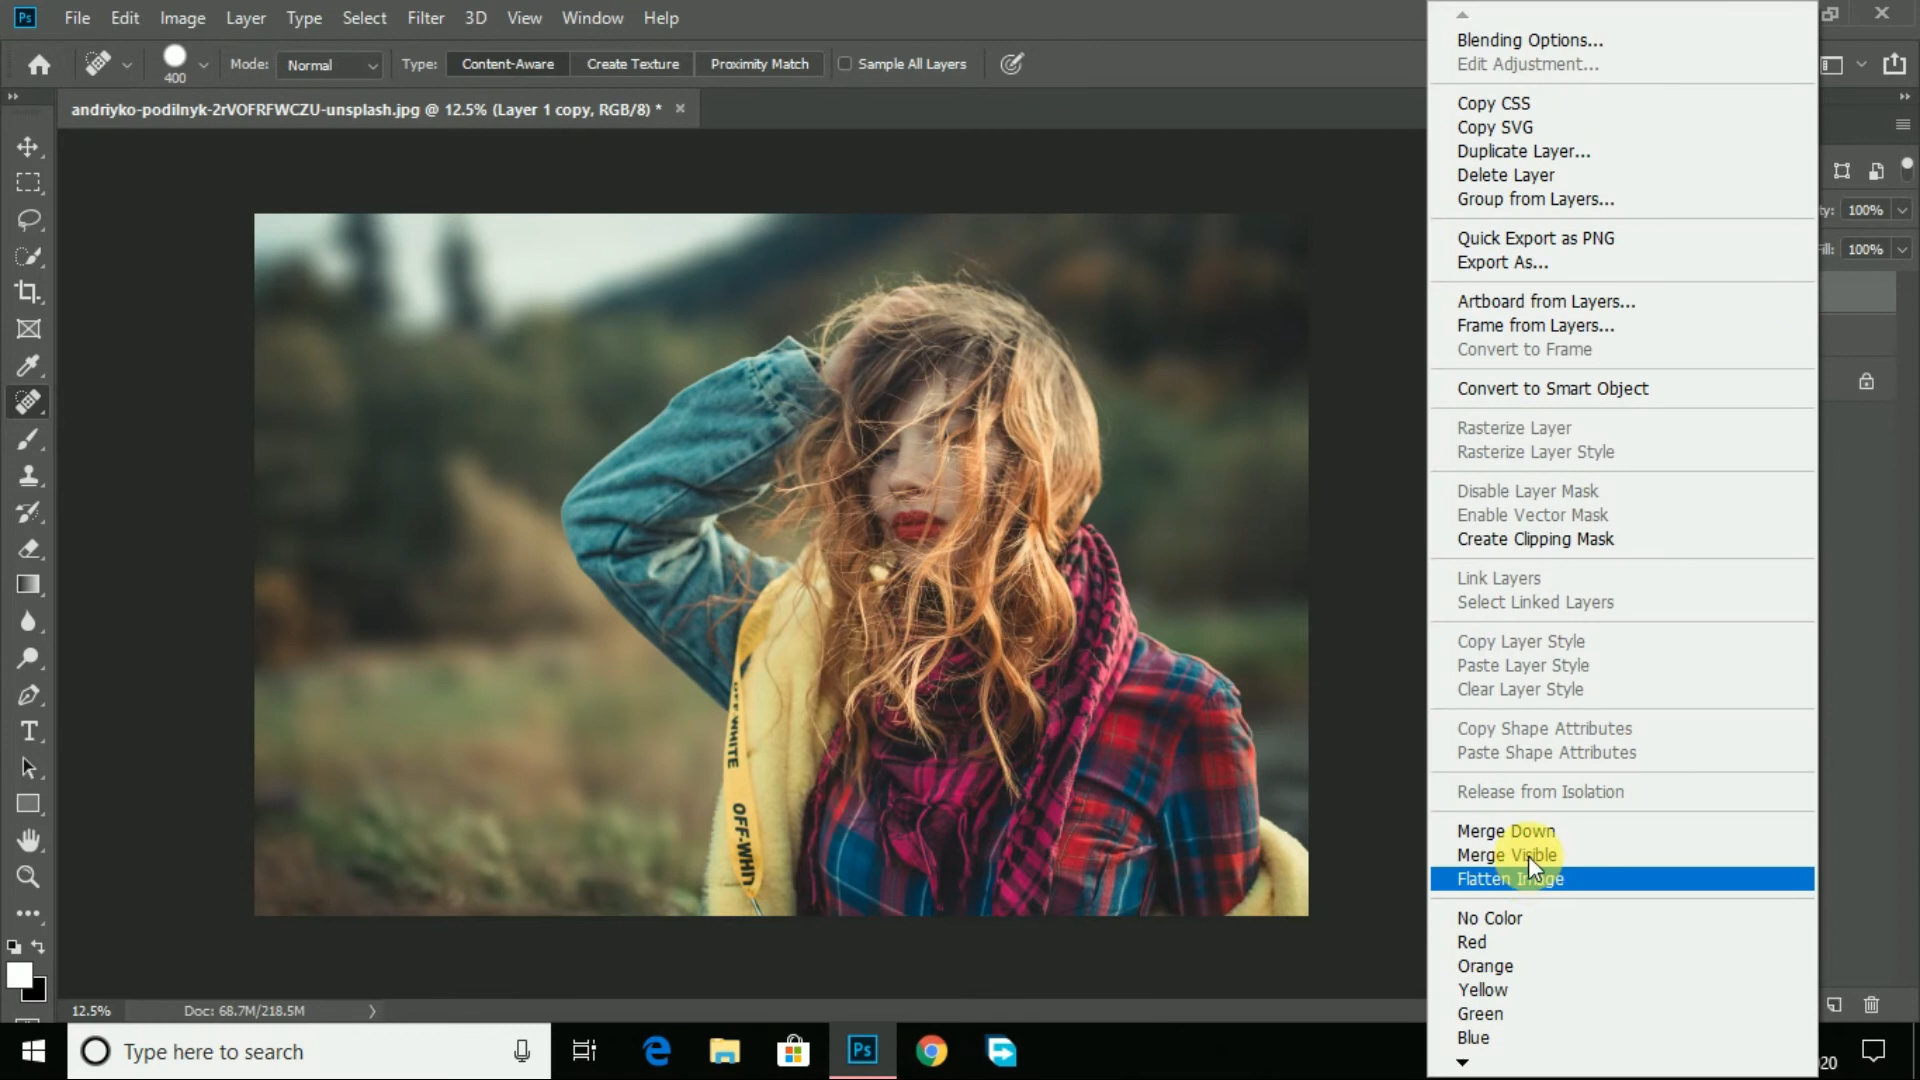 Ps File Edit Image Layer Type Select Filter 3D View Window Help
400 Mode: Normal Type: Content-Aware Create Texture Proximity Match Sample All Layers
andriyko-podilnyk-2rVOFRFWCZU-unsplash.jpg @ 12.5% (Layer 1 copy, RGB/8) * ×
Blending Options...
Edit Adjustment...
Copy CSS
Copy SVG
Duplicate Layer...
Delete Layer
Group from Layers...
Quick Export as PNG
Export As...
Artboard from Layers...
Frame from Layers...
Convert to Frame
Convert to Smart Object
Rasterize Layer
Rasterize Layer Style
Disable Layer Mask
Enable Vector Mask
Create Clipping Mask
Link Layers
Select Linked Layers
Copy Layer Style
Paste Layer Style
Clear Layer Style
Copy Shape Attributes
Paste Shape Attributes
Release from Isolation
Merge Down
Merge Visible
Flatten Image
No Color
Red
Orange
Yellow
Green
Blue
ty: 100%
ill: 100%
OFF-WHITE
OFF-WHI
12.5% Doc: 68.7M/218.5M
Type here to search
Ps
20